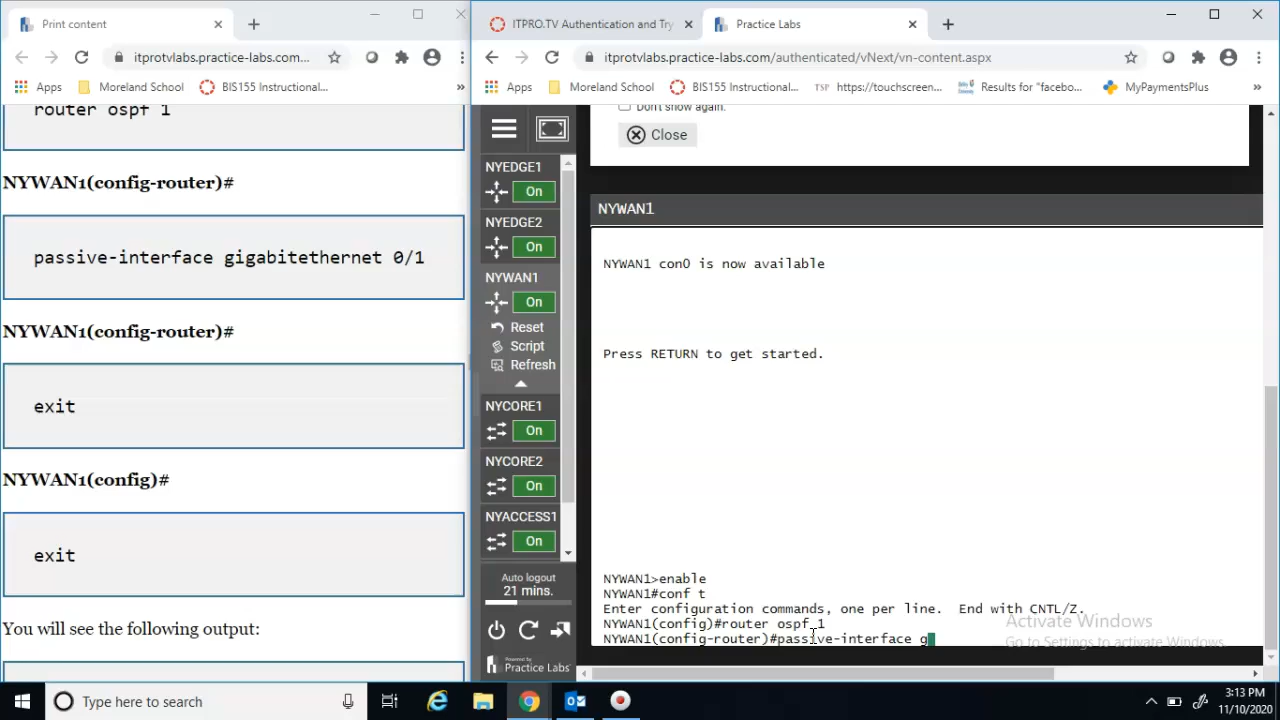 Print content
itprotvlabs.practice-labs.com...
Apps
Moreland School
BIS155 Instructional...
»
router ospf 1
NYWAN1(config-router)#
passive-interface gigabitethernet 0/1
NYWAN1(config-router)#
exit
NYWAN1(config)#
exit
You will see the following output:
ITPRO.TV Authentication and Try
Practice Labs
itprotvlabs.practice-labs.com/authenticated/vNext/vn-content.aspx
Apps
Moreland School
BIS155 Instructional...
TSP
https://touchscreen...
Results for "facebo...
MyPaymentsPlus
»
Don't show again.
Close
NYEDGE1
On
NYEDGE2
On
NYWAN1
On
Reset
Script
Refresh
NYCORE1
On
NYCORE2
On
NYACCESS1
On
Auto logout
21 mins.
Powered by
Practice Labs
NYWAN1
NYWAN1 con0 is now available
Press RETURN to get started.
NYWAN1>enable
NYWAN1#conf t
Enter configuration commands, one per line.  End with CNTL/Z.
NYWAN1(config)#router ospf 1
NYWAN1(config-router)#passive-interface g
Activate Windows
Go to Settings to activate Windows.
Type here to search
3:13 PM
11/10/2020